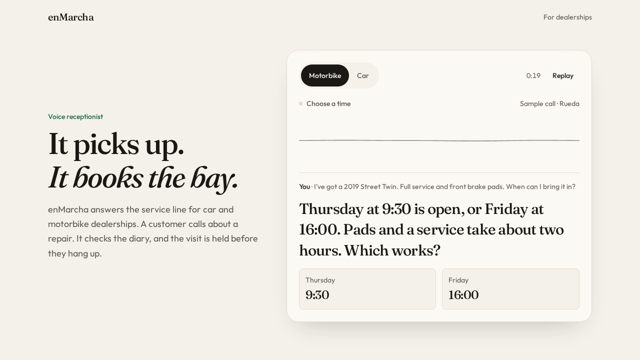 enMarcha
For dealerships
Voice receptionist
It picks up.
It books the bay.
enMarcha answers the service line for car and
motorbike dealerships. A customer calls about a
repair. It checks the diary, and the visit is held before
they hang up.
Motorbike
Car
0:19
Replay
Choose a time
Sample call · Rueda
You · I've got a 2019 Street Twin. Full service and front brake pads. When can I bring it in?
Thursday at 9:30 is open, or Friday at
16:00. Pads and a service take about two
hours. Which works?
Thursday
9:30
Friday
16:00